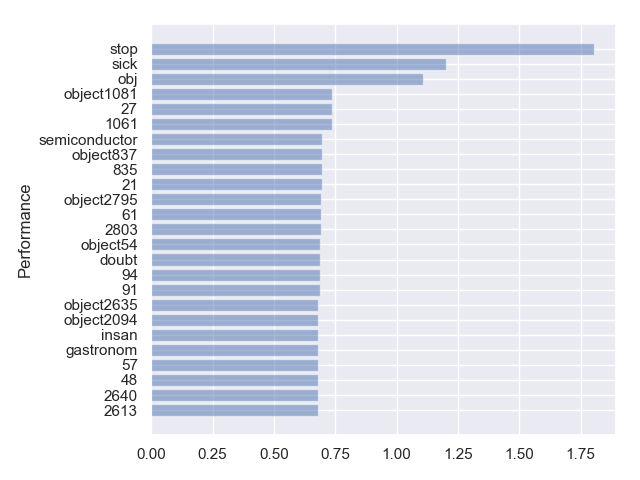 stop
sick
obj
object1081
27
1061
semiconductor
object837
835
21
object2795
61
2803
object54
doubt
94
91
object2635
object2094
insan
gastronom
57
48
2640
2613
Performance
0.00 0.25 0.50 0.75 1.00 1.25 1.50 1.75